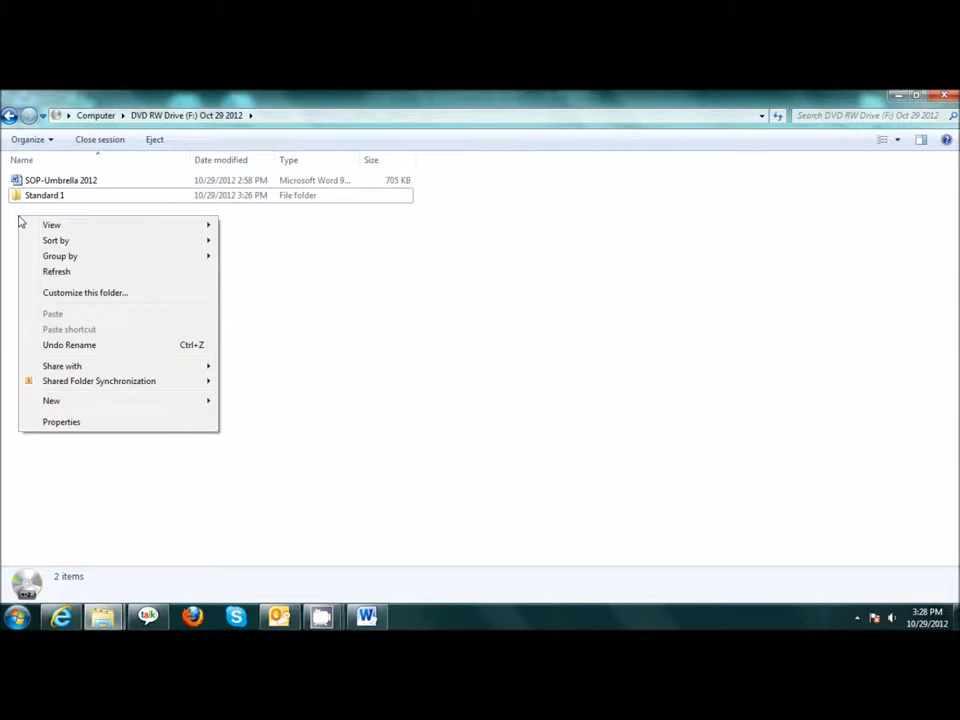 Computer DVD RW Drive (F:) Oct 29 2012 Search DVD RW Drive (F:) Oct 29 2012
Organize Close session Eject
Name Date modified Type Size
SOP-Umbrella 2012 10/29/2012 2:58 PM Microsoft Word 9... 705 KB
Standard 1 10/29/2012 3:26 PM File folder
View
Sort by
Group by
Refresh
Customize this folder...
Paste
Paste shortcut
Undo Rename Ctrl+Z
Share with
Shared Folder Synchronization
New
Properties
2 items
talk
3:28 PM
10/29/2012